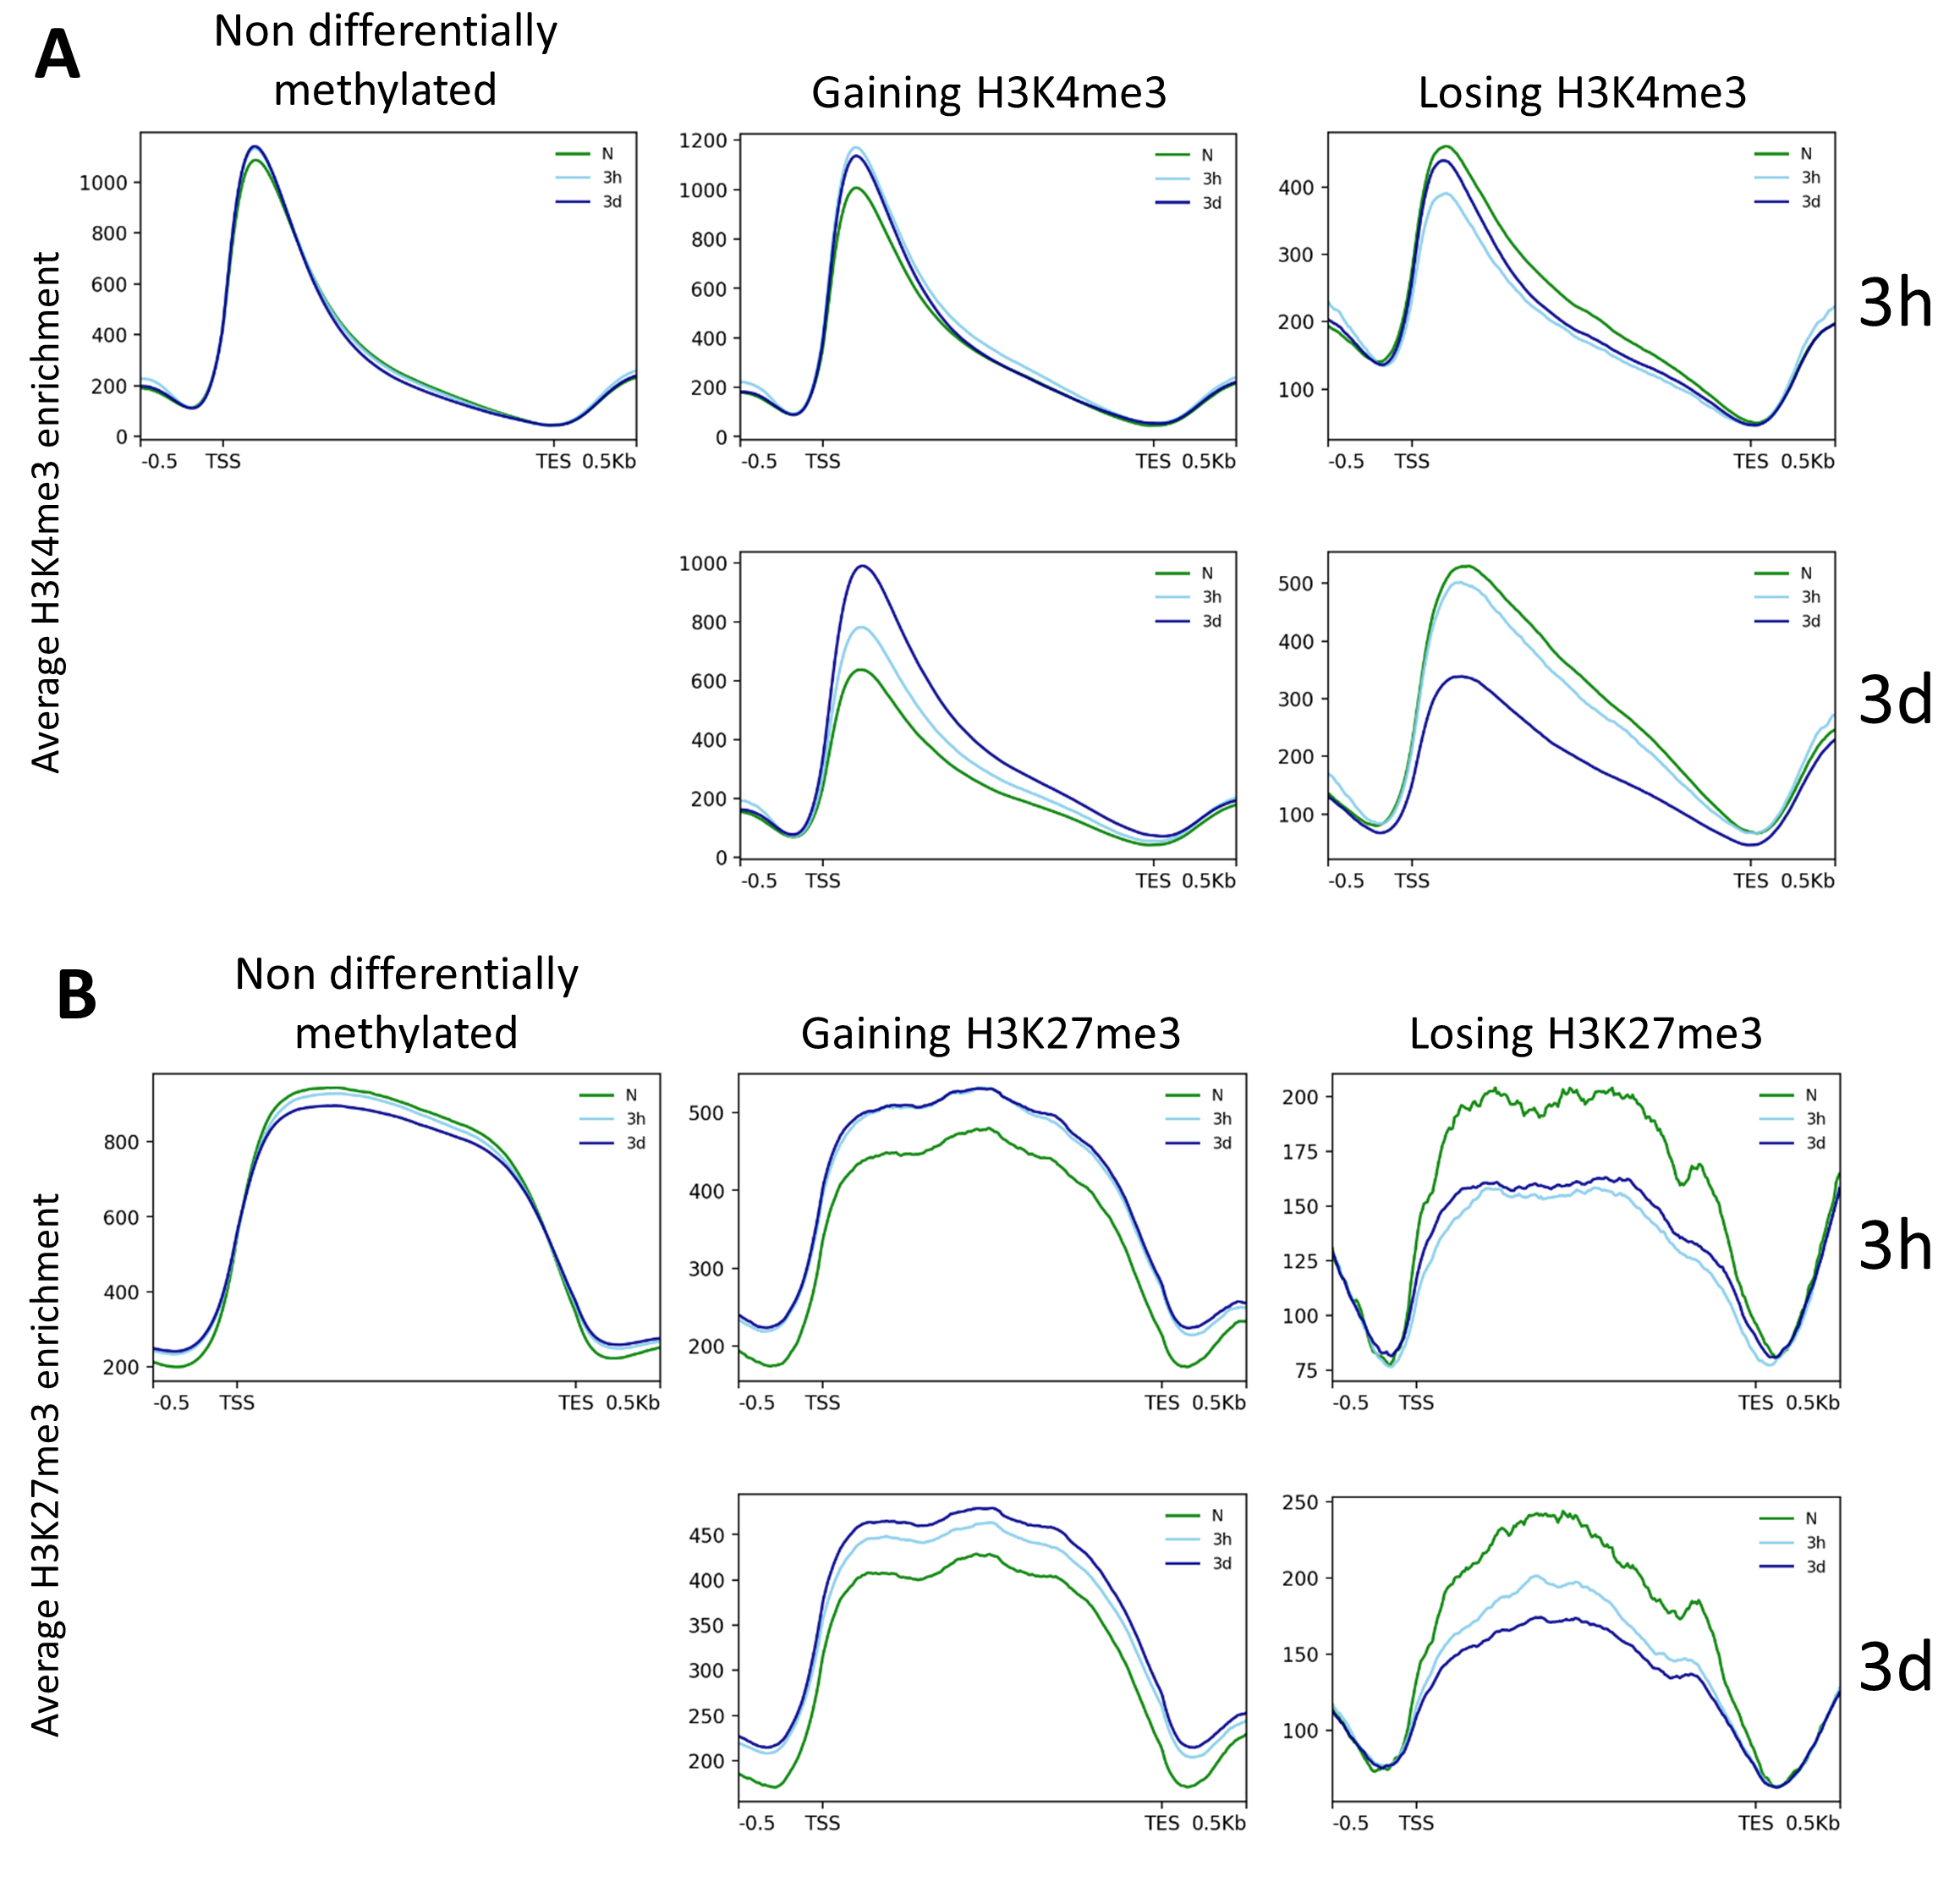 A
Non differentially
methylated
Gaining H3K4me3
Losing H3K4me3
Average H3K4me3 enrichment
N
3h
3d
1000
800
600
400
200
0
-0.5 TSS TES 0.5Kb
N
3h
3d
1200
1000
800
600
400
200
0
-0.5 TSS TES 0.5Kb
N
3h
3d
400
300
200
100
-0.5 TSS TES 0.5Kb
3h
N
3h
3d
1000
800
600
400
200
0
-0.5 TSS TES 0.5Kb
N
3h
3d
500
400
300
200
100
-0.5 TSS TES 0.5Kb
3d
B
Non differentially
methylated
Gaining H3K27me3
Losing H3K27me3
Average H3K27me3 enrichment
N
3h
3d
800
600
400
200
-0.5 TSS TES 0.5Kb
N
3h
3d
500
400
300
200
-0.5 TSS TES 0.5Kb
N
3h
3d
200
175
150
125
100
75
-0.5 TSS TES 0.5Kb
3h
N
3h
3d
450
400
350
300
250
200
-0.5 TSS TES 0.5Kb
N
3h
3d
250
200
150
100
-0.5 TSS TES 0.5Kb
3d